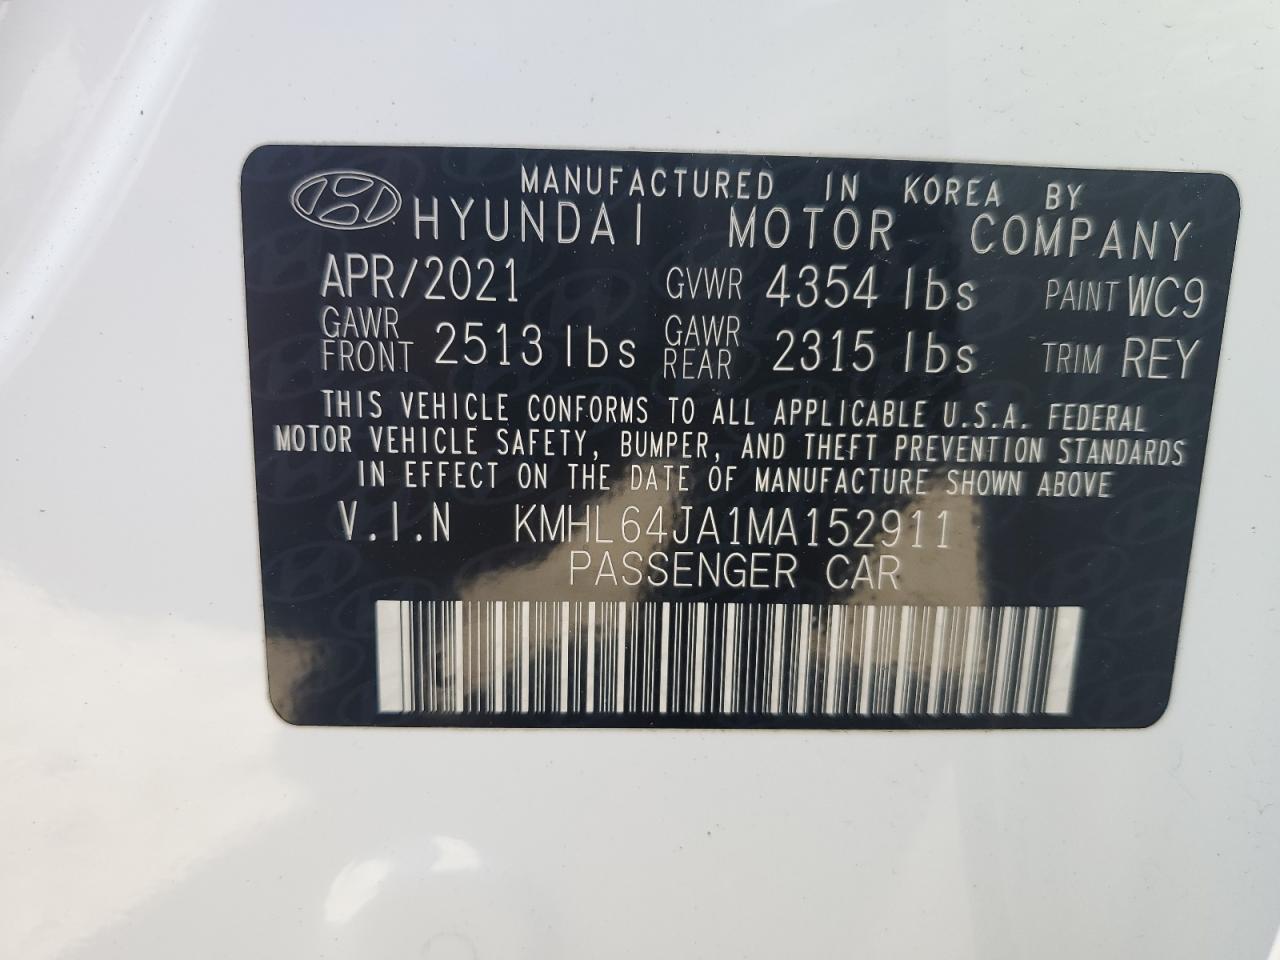 MANUFACTURED IN KOREA BY
HYUNDAI MOTOR COMPANY
APR/2021 GVWR 4354 lbs PAINT WC9
GAWR FRONT 2513 lbs GAWR REAR 2315 lbs TRIM REY
THIS VEHICLE CONFORMS TO ALL APPLICABLE U.S.A. FEDERAL
MOTOR VEHICLE SAFETY, BUMPER, AND THEFT PREVENTION STANDARDS
IN EFFECT ON THE DATE OF MANUFACTURE SHOWN ABOVE
V.I.N KMHL64JA1MA152911
PASSENGER CAR